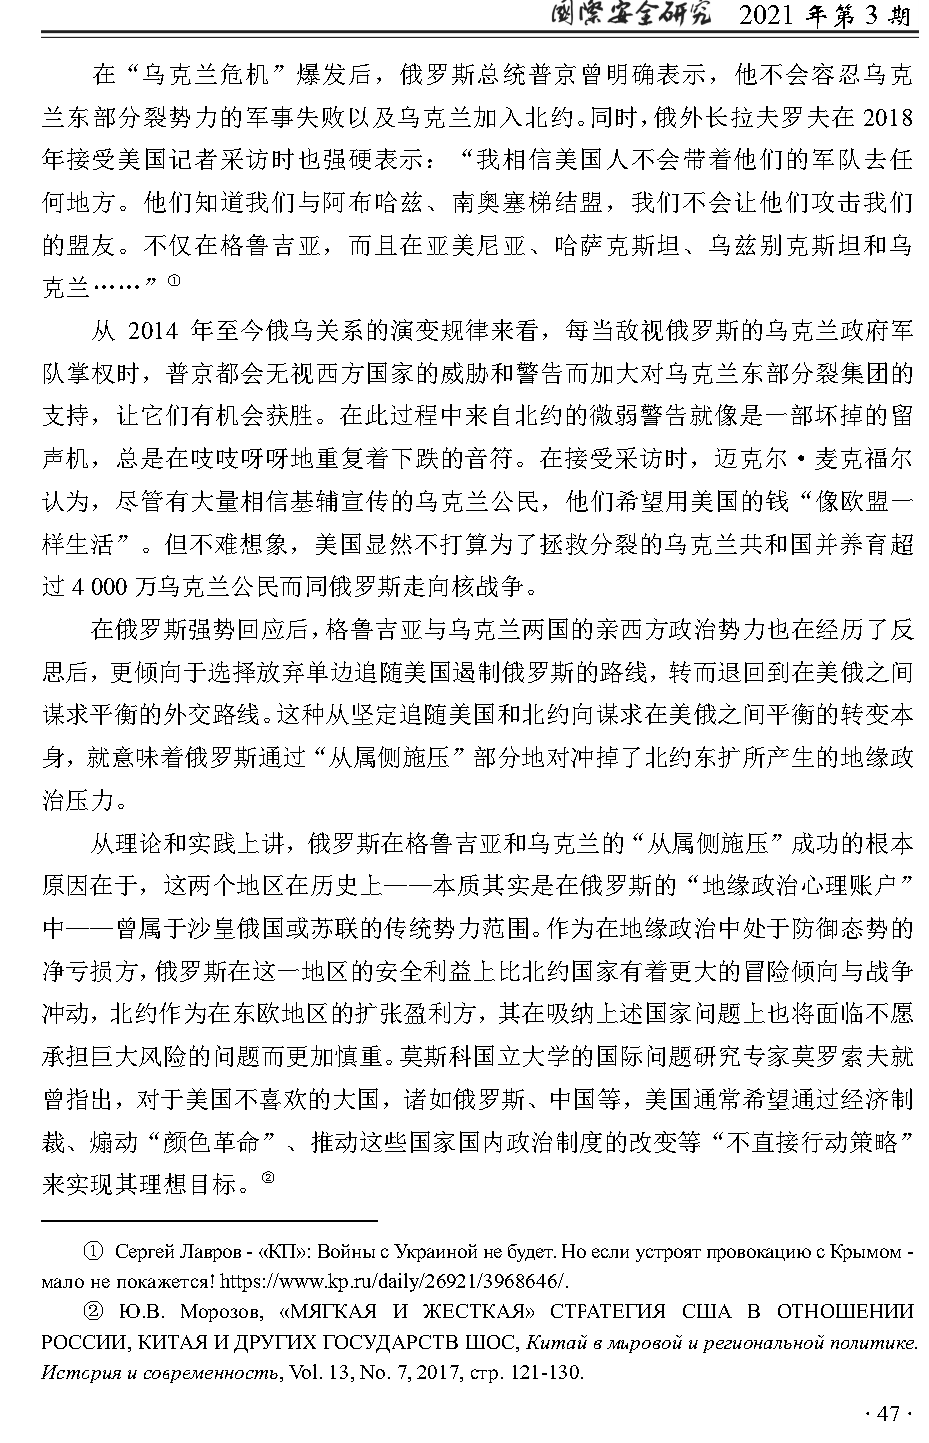 国际安全研究 2021 年第 3 期
在“乌克兰危机”爆发后，俄罗斯总统普京曾明确表示，他不会容忍乌克
兰东部分裂势力的军事失败以及乌克兰加入北约。同时，俄外长拉夫罗夫在 2018
年接受美国记者采访时也强硬表示：“我相信美国人不会带着他们的军队去任
何地方。他们知道我们与阿布哈兹、南奥塞梯结盟，我们不会让他们攻击我们
的盟友。不仅在格鲁吉亚，而且在亚美尼亚、哈萨克斯坦、乌兹别克斯坦和乌
克兰……”①
从 2014 年至今俄乌关系的演变规律来看，每当敌视俄罗斯的乌克兰政府军
队掌权时，普京都会无视西方国家的威胁和警告而加大对乌克兰东部分裂集团的
支持，让它们有机会获胜。在此过程中来自北约的微弱警告就像是一部坏掉的留
声机，总是在吱吱呀呀地重复着下跌的音符。在接受采访时，迈克尔·麦克福尔
认为，尽管有大量相信基辅宣传的乌克兰公民，他们希望用美国的钱“像欧盟一
样生活”。但不难想象，美国显然不打算为了拯救分裂的乌克兰共和国并养育超
过 4 000 万乌克兰公民而同俄罗斯走向核战争。
在俄罗斯强势回应后，格鲁吉亚与乌克兰两国的亲西方政治势力也在经历了反
思后，更倾向于选择放弃单边追随美国遏制俄罗斯的路线，转而退回到在美俄之间
谋求平衡的外交路线。这种从坚定追随美国和北约向谋求在美俄之间平衡的转变本
身，就意味着俄罗斯通过“从属侧施压”部分地对冲掉了北约东扩所产生的地缘政
治压力。
从理论和实践上讲，俄罗斯在格鲁吉亚和乌克兰的“从属侧施压”成功的根本
原因在于，这两个地区在历史上——本质其实是在俄罗斯的“地缘政治心理账户”
中——曾属于沙皇俄国或苏联的传统势力范围。作为在地缘政治中处于防御态势的
净亏损方，俄罗斯在这一地区的安全利益上比北约国家有着更大的冒险倾向与战争
冲动，北约作为在东欧地区的扩张盈利方，其在吸纳上述国家问题上也将面临不愿
承担巨大风险的问题而更加慎重。莫斯科国立大学的国际问题研究专家莫罗索夫就
曾指出，对于美国不喜欢的大国，诸如俄罗斯、中国等，美国通常希望通过经济制
裁、煽动“颜色革命”、推动这些国家国内政治制度的改变等“不直接行动策略”
来实现其理想目标。②
① Сергей Лавров - «КП»: Войны с Украиной не будет. Но если устроят провокацию с Крымом -
мало не покажется! https://www.kp.ru/daily/26921/3968646/.
② Ю.В. Морозов, «МЯГКАЯ И ЖЕСТКАЯ» СТРАТЕГИЯ США В ОТНОШЕНИИ
РОССИИ, КИТАЯ И ДРУГИХ ГОСУДАРСТВ ШОС, Китай в мировой и региональной политике.
История и современность, Vol. 13, No. 7, 2017, стр. 121-130.
· 47 ·